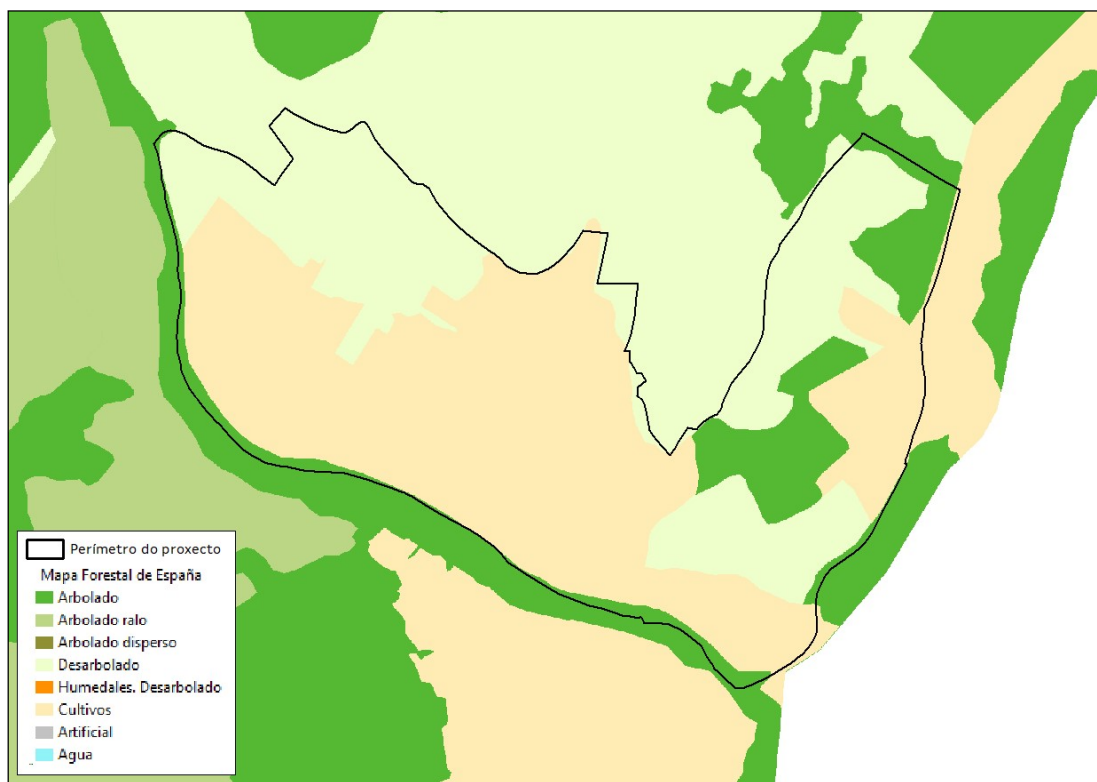 Perímetro do proxecto
Mapa Forestal de España
Arbolado
Arbolado ralo
Arbolado disperso
Desarbolado
Humedales. Desarbolado
Cultivos
Artificial
Agua